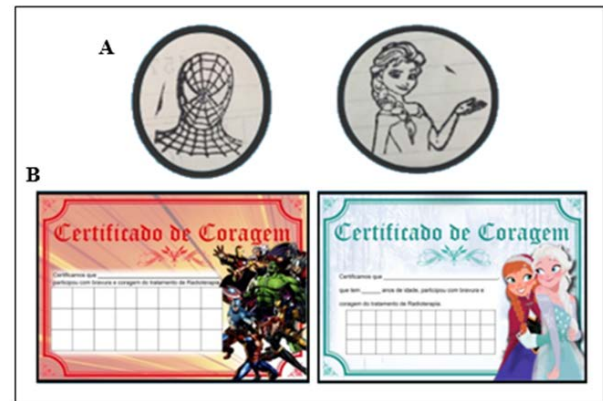 A
B
Certificado de Coragem
Certificamos que
participou com bravura e coragem do tratamento de Radioterapia
Certificado de Coragem
Certificamos que
que tem ______ anos de idade, participou com bravura e
coragem do tratamento de Radioterapia.